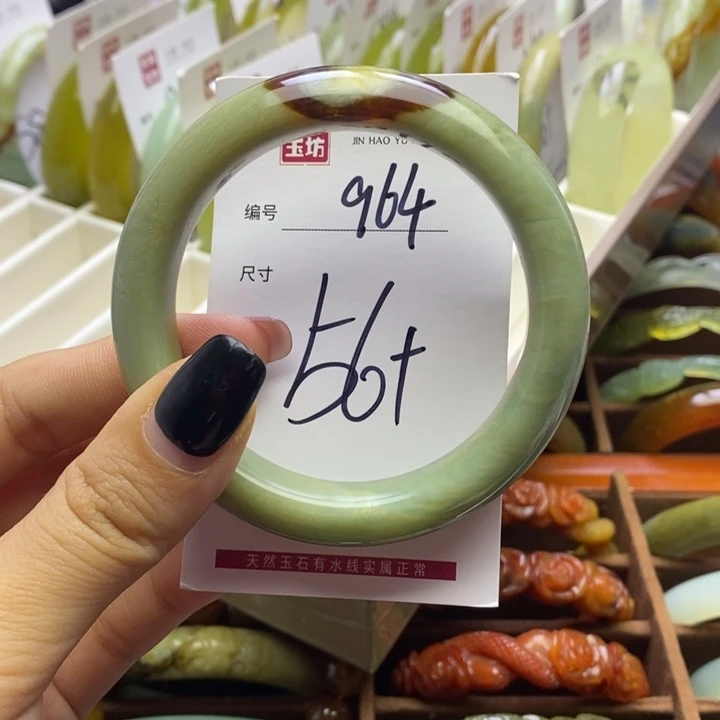 玉坊
JIN HAO YU
编号 964
尺寸
56+
天然玉石有水线实属正常